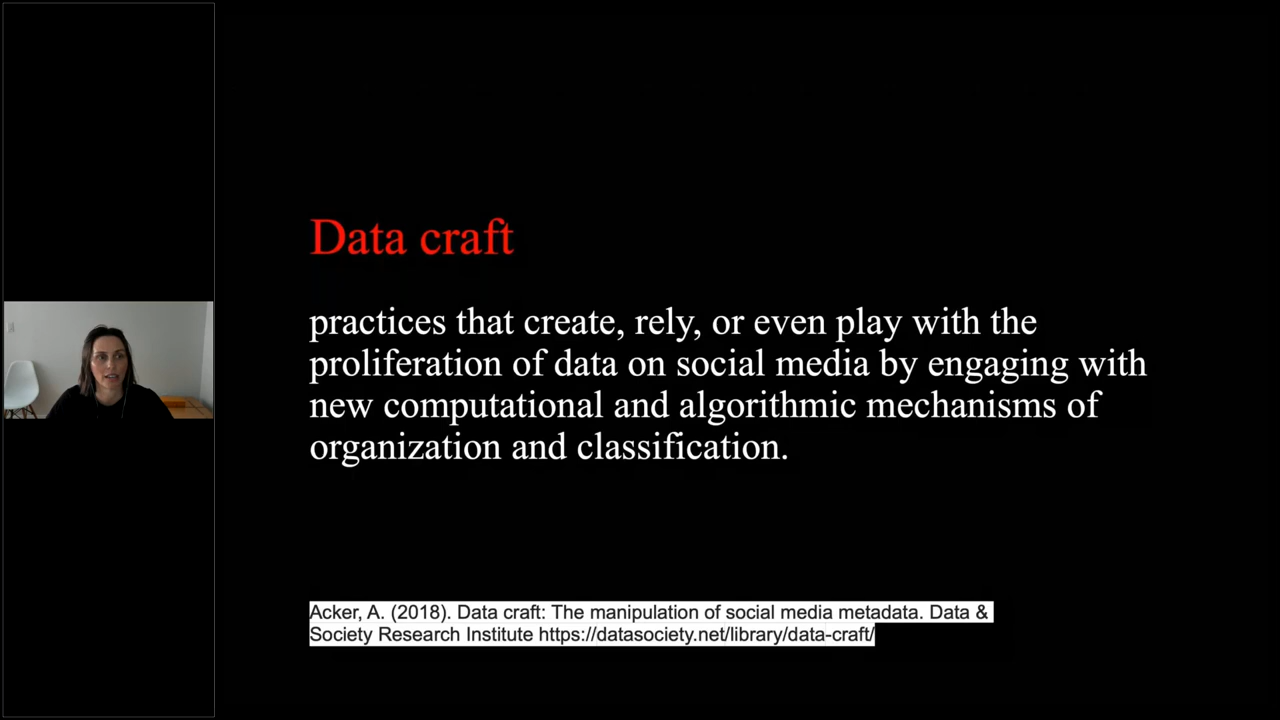 Data craft
practices that create, rely, or even play with the
proliferation of data on social media by engaging with
new computational and algorithmic mechanisms of
organization and classification.
Acker, A. (2018). Data craft: The manipulation of social media metadata. Data &
Society Research Institute https://datasociety.net/library/data-craft/